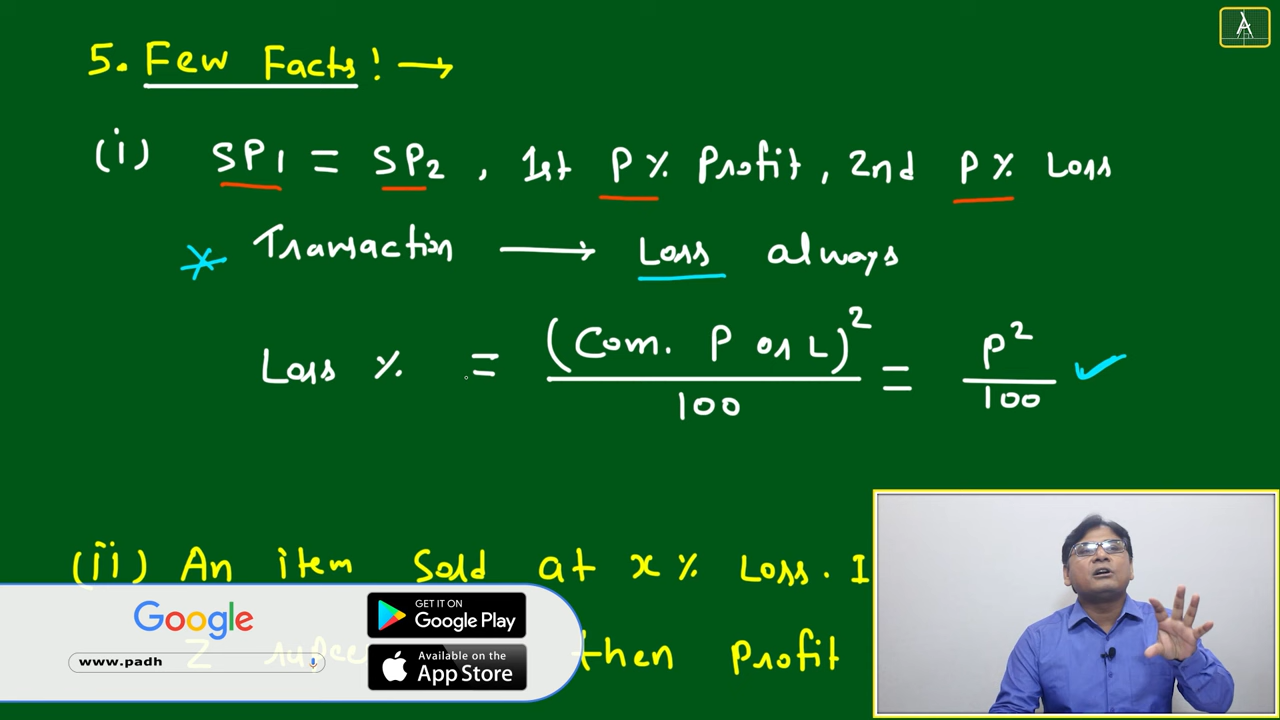 5. Few Facts! →
(i) SP1 = SP2, 1st P% Profit, 2nd P% Loss
* Transaction → Loss always
Loss % = (Com. P or L)² / 100 = P² / 100 ✓
(ii) An item Sold at x% Loss. I
Z then Profit
Google
www.padh
GET IT ON
Google Play
Available on the
App Store